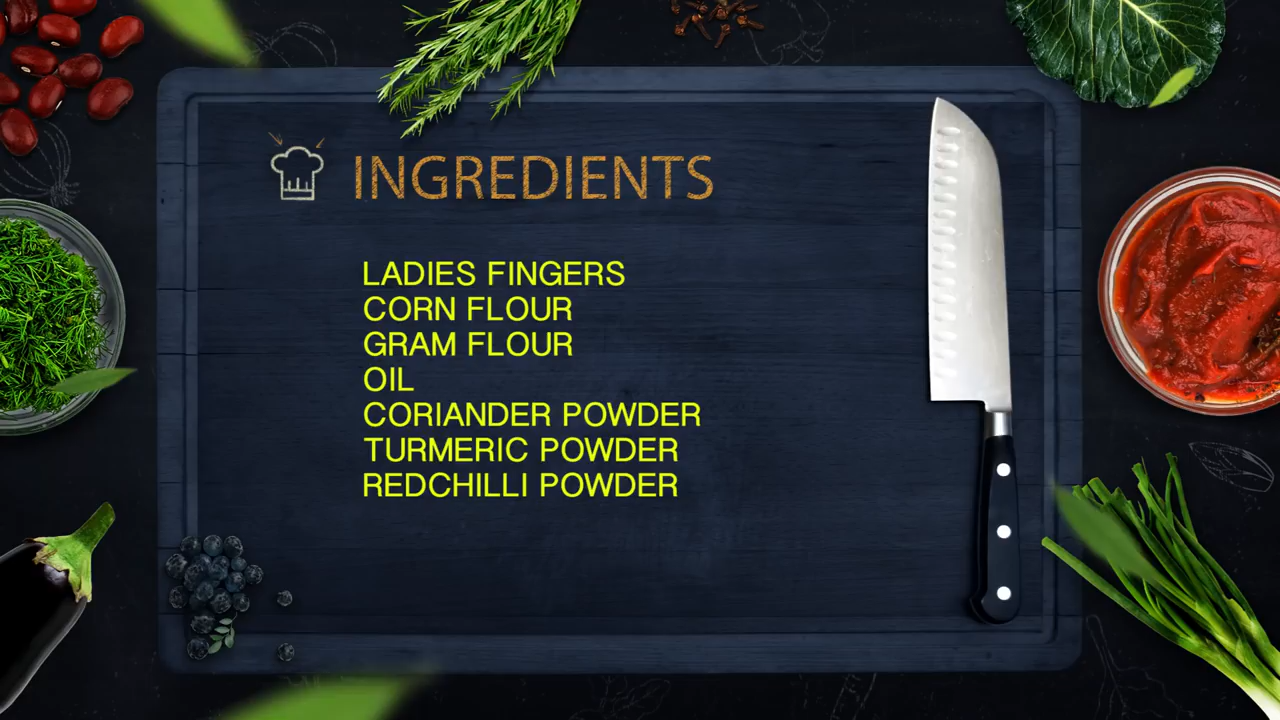 INGREDIENTS
LADIES FINGERS
CORN FLOUR
GRAM FLOUR
OIL
CORIANDER POWDER
TURMERIC POWDER
REDCHILLI POWDER